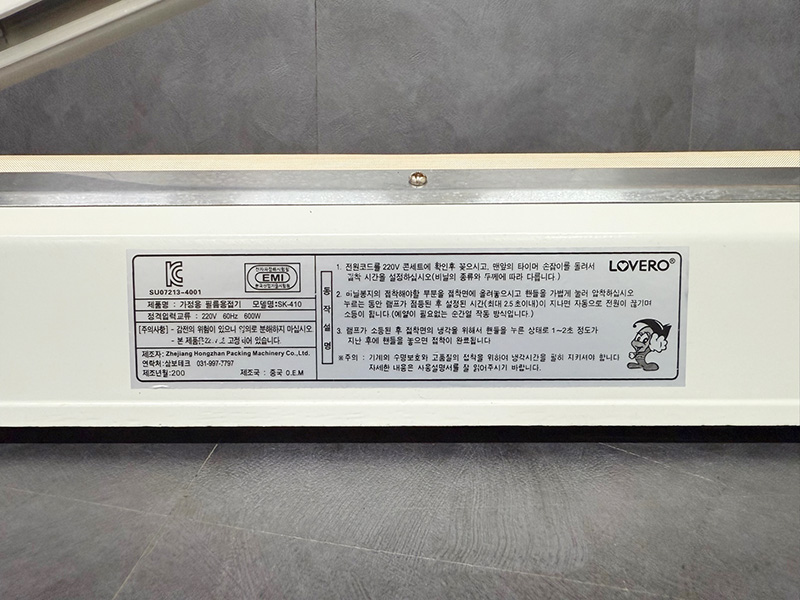 SU07213-4001
전자파장해시험필
EMI
제품명 : 가정용 필름용접기 모델명:SK-410
정격입력교류 : 220V 60Hz 600W
[주의사항] - 감전의 위험이 있으니 임의로 분해하지 마십시오
- 본 제품은 고정되어 있음.
제조자: Zhejiang Hongzhan Packing Machinery Co.,Ltd.
연락처:삼보테크 031-997-7797
제조년월:200
제조국 : 중국 O.E.M
동작설명
LOVERO®
1. 전원코드를 220V 콘세트에 확인후 꽂으시고, 맨앞의 타이머 손잡이를 돌려서
밀착 시간을 설정하십시오(비닐의 종류와 두께에 따라 다릅니다.)
2. 비닐봉지의 접착해야할 부분을 접착면에 올려놓으시고 핸들을 가볍게 눌러 압착하십시오
누르는 동안 램프가 점등된 후 설정된 시간(최대 2.5초이내)이 지나면 자동으로 전원이 끊기며
소등이 됩니다.(예열이 필요없는 순간열 작동 방식입니다.)
3. 램프가 소등된 후 접착면의 냉각을 위해서 핸들을 누른 상태로 1~2초 정도가
지난 후에 핸들을 놓으면 접착이 완료됩니다
※주의 : 기계의 수명보호와 고품질의 접착을 위하여 냉각시간을 필히 지키셔야 합니다
자세한 내용은 사용설명서를 잘 읽어주시기 바랍니다.